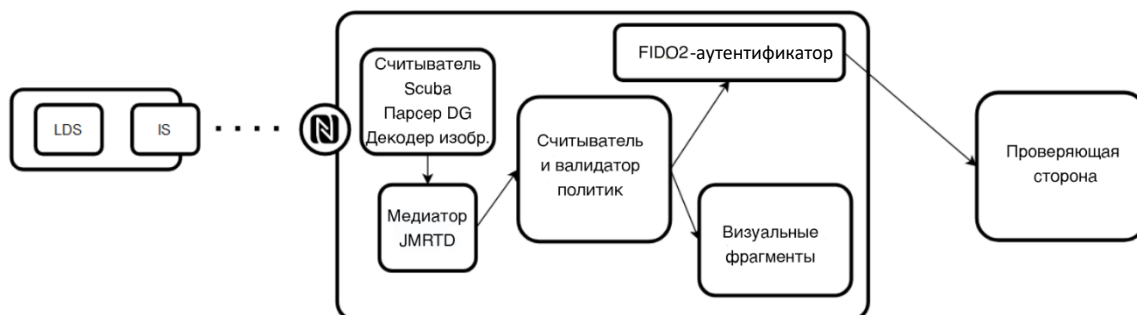 LDS
IS
Считыватель
Scuba
Парсер DG
Декодер изобр.
Медиатор
JMRTD
Считыватель
и валидатор
политик
FIDO2-аутентификатор
Визуальные
фрагменты
Проверяющая
сторона